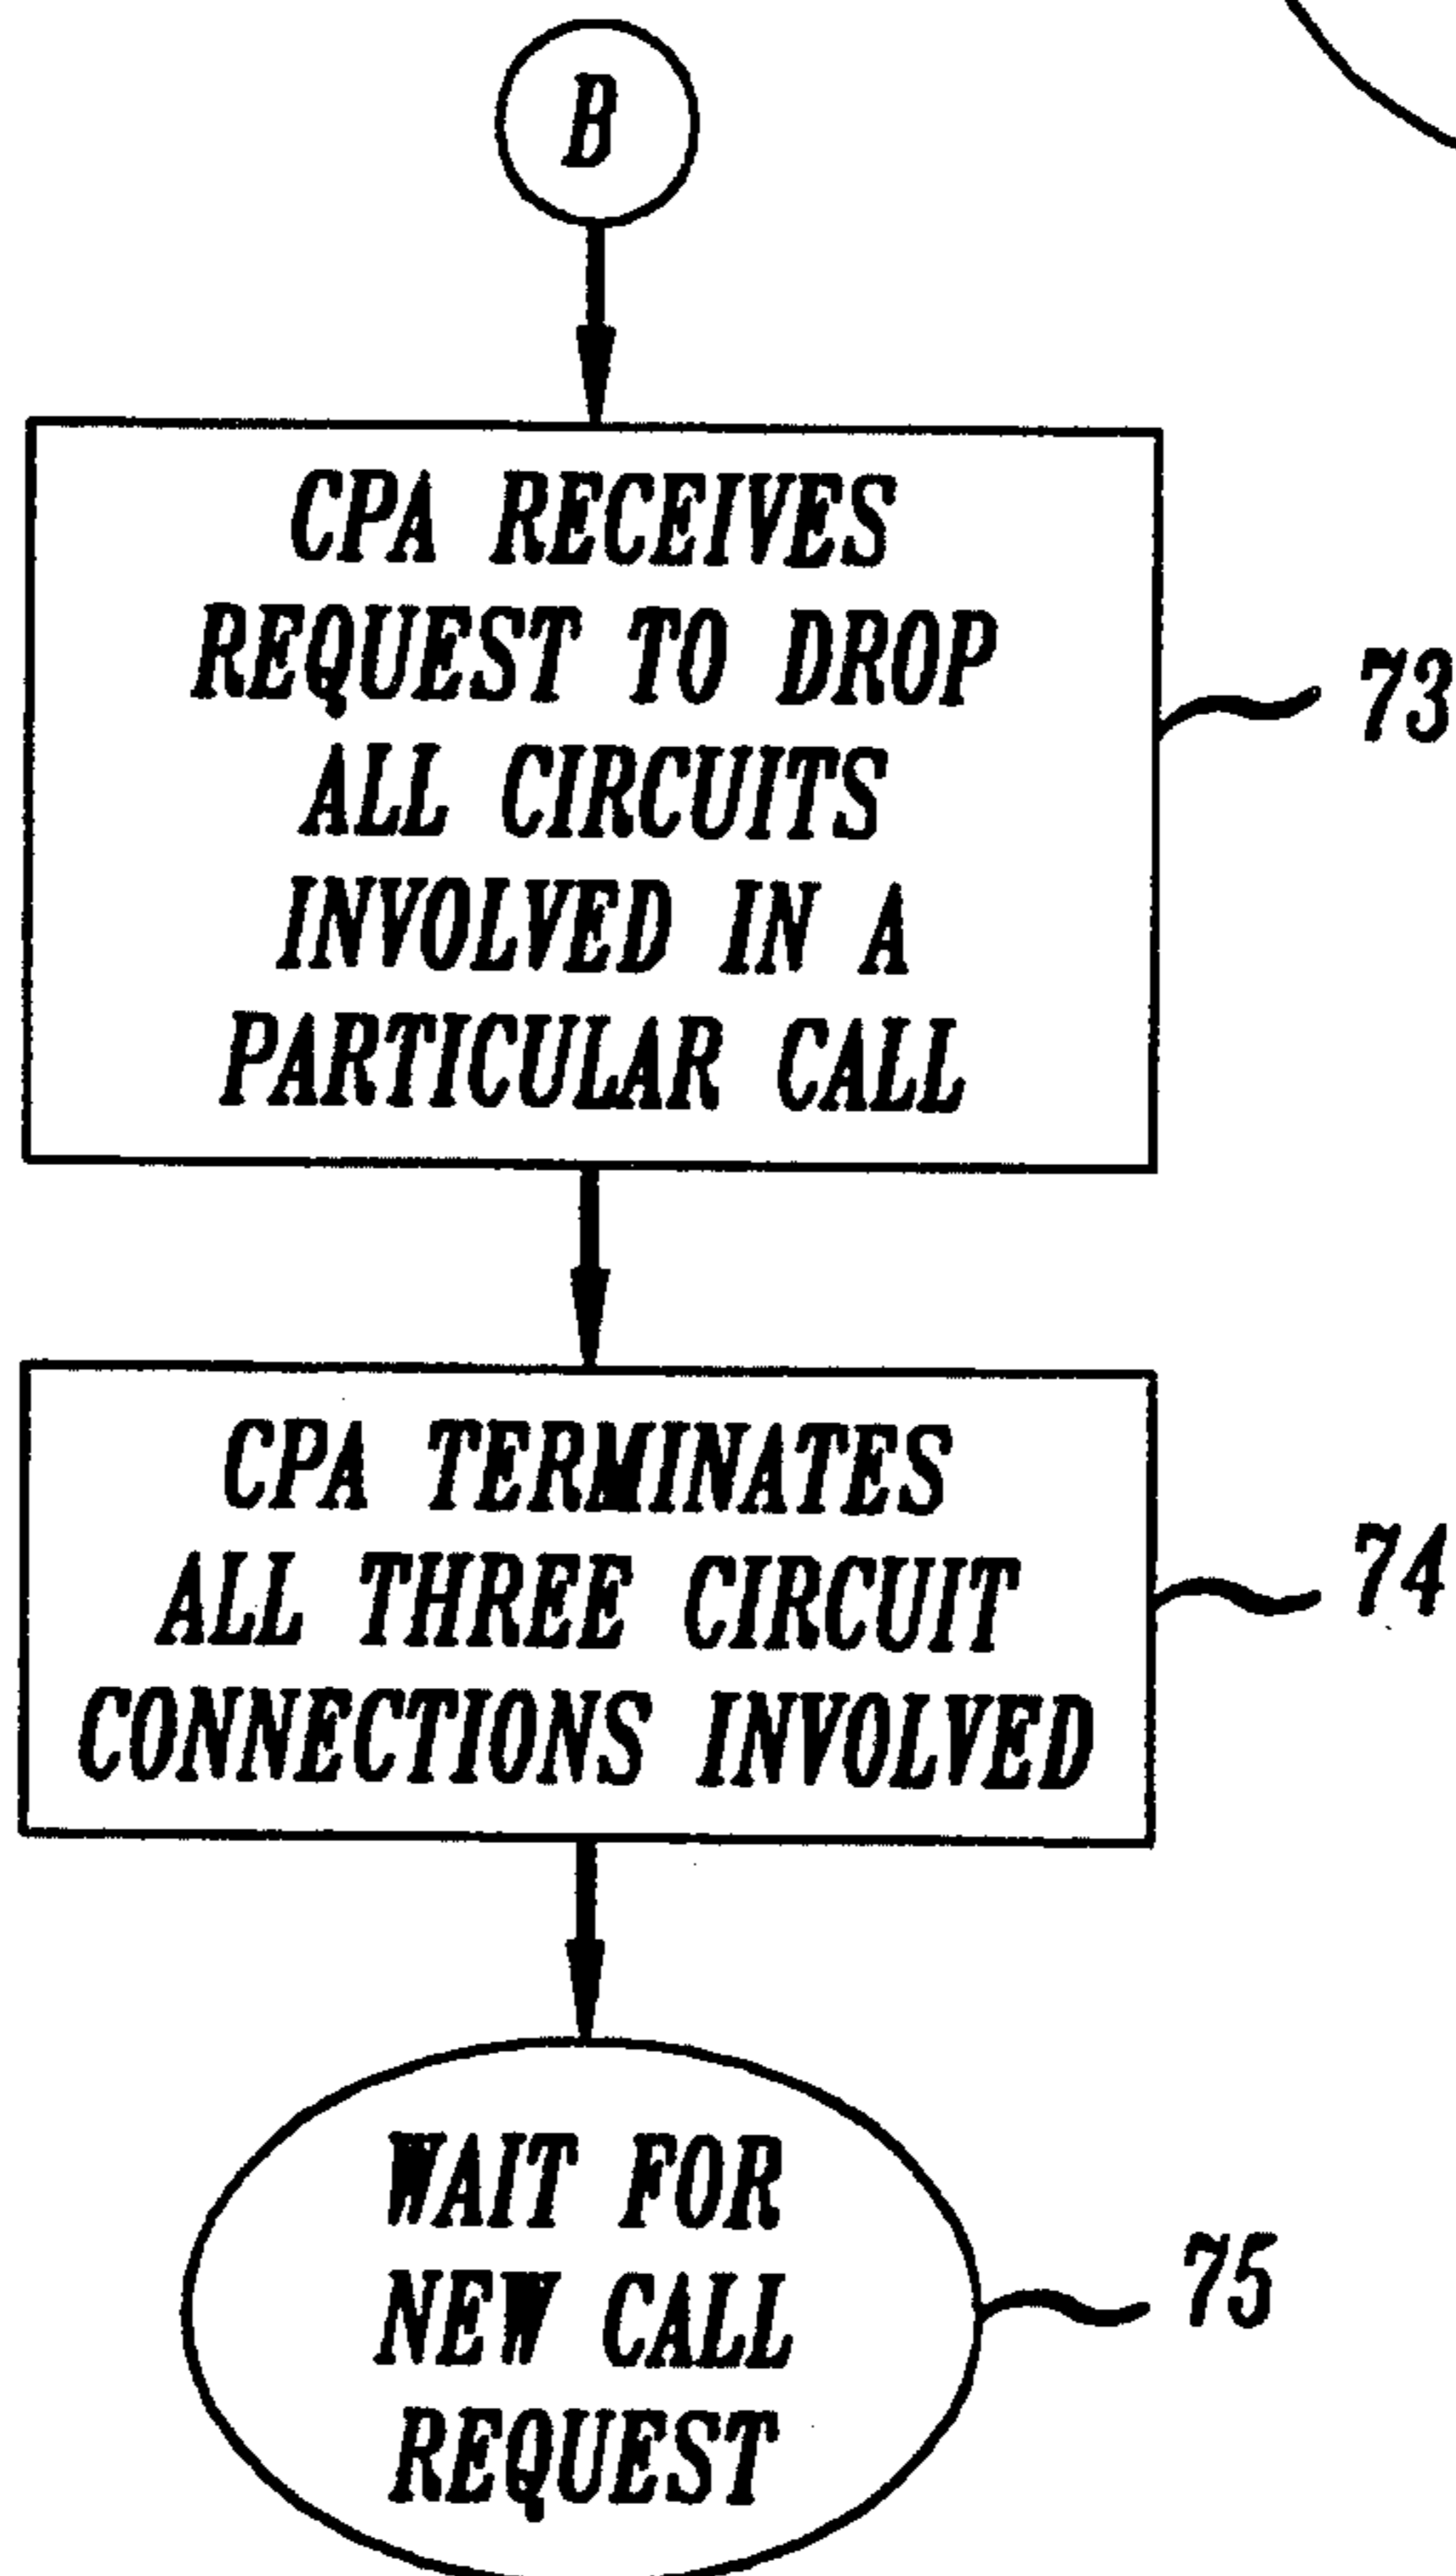 B
CPA RECEIVES
REQUEST TO DROP
ALL CIRCUITS
INVOLVED IN A
PARTICULAR CALL
73
CPA TERMINATES
ALL THREE CIRCUIT
CONNECTIONS INVOLVED
74
WAIT FOR
NEW CALL
REQUEST
75